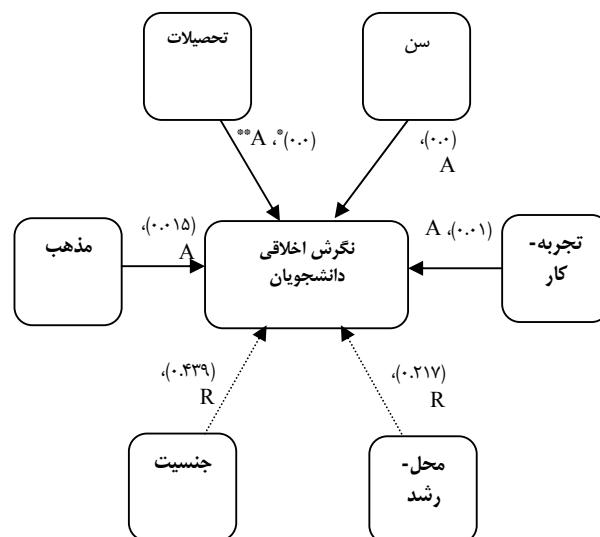 تحصیلات
سن
(۰.۰)*، A**
(۰.۰)،
A
مذهب
(۰.۰۱۵)،
A
نگرش اخلاقی
دانشجویان
(۰.۰۱)، A
تجربه-
کار
(۰.۴۳۹)،
R
(۰.۲۱۷)،
R
جنسیت
محل-
رشد